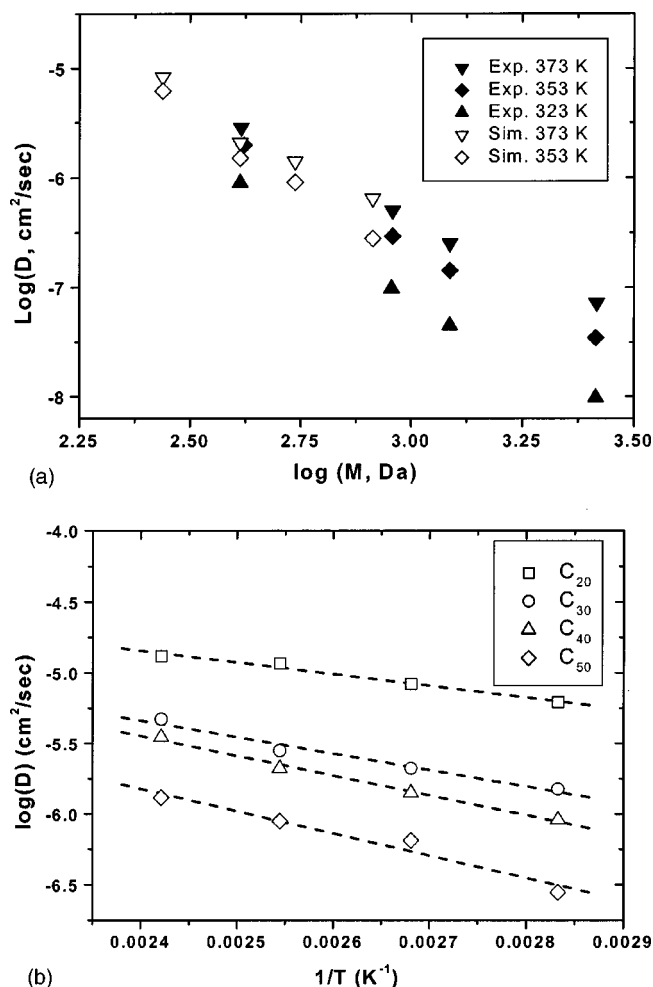 Exp. 373 K
Exp. 353 K
Exp. 323 K
Sim. 373 K
Sim. 353 K
Log(D, cm²/sec)
-5
-6
-7
-8
2.25 2.50 2.75 3.00 3.25 3.50
log (M, Da)
(a)
C₂₀
C₃₀
C₄₀
C₅₀
log(D) (cm²/sec)
-4.0
-4.5
-5.0
-5.5
-6.0
-6.5
0.0024 0.0025 0.0026 0.0027 0.0028 0.0029
1/T (K⁻¹)
(b)